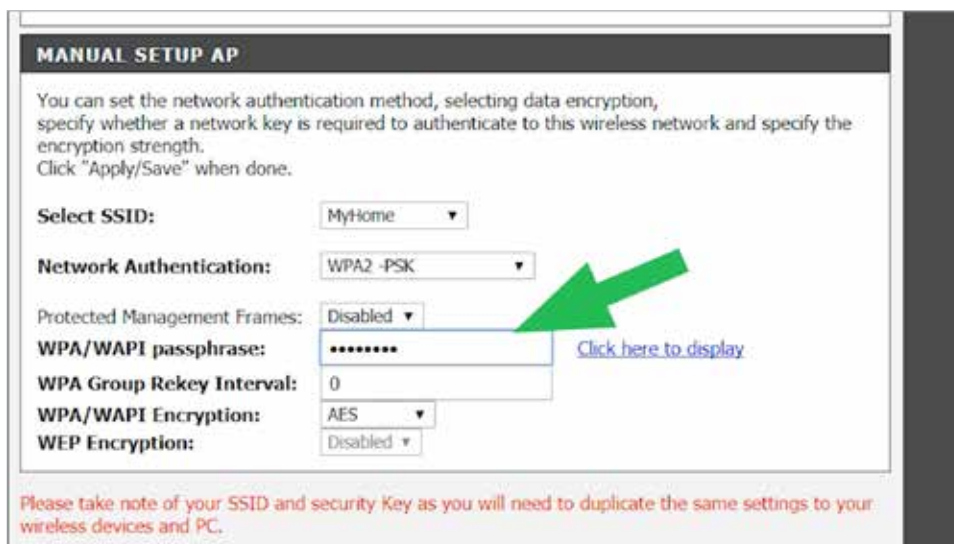 MANUAL SETUP AP
You can set the network authentication method, selecting data encryption,
specify whether a network key is required to authenticate to this wireless network and specify the
encryption strength.
Click "Apply/Save" when done.
Select SSID: MyHome
Network Authentication: WPA2 -PSK
Protected Management Frames: Disabled
WPA/WAPI passphrase: •••••••• Click here to display
WPA Group Rekey Interval: 0
WPA/WAPI Encryption: AES
WEP Encryption: Disabled
Please take note of your SSID and security Key as you will need to duplicate the same settings to your
wireless devices and PC.